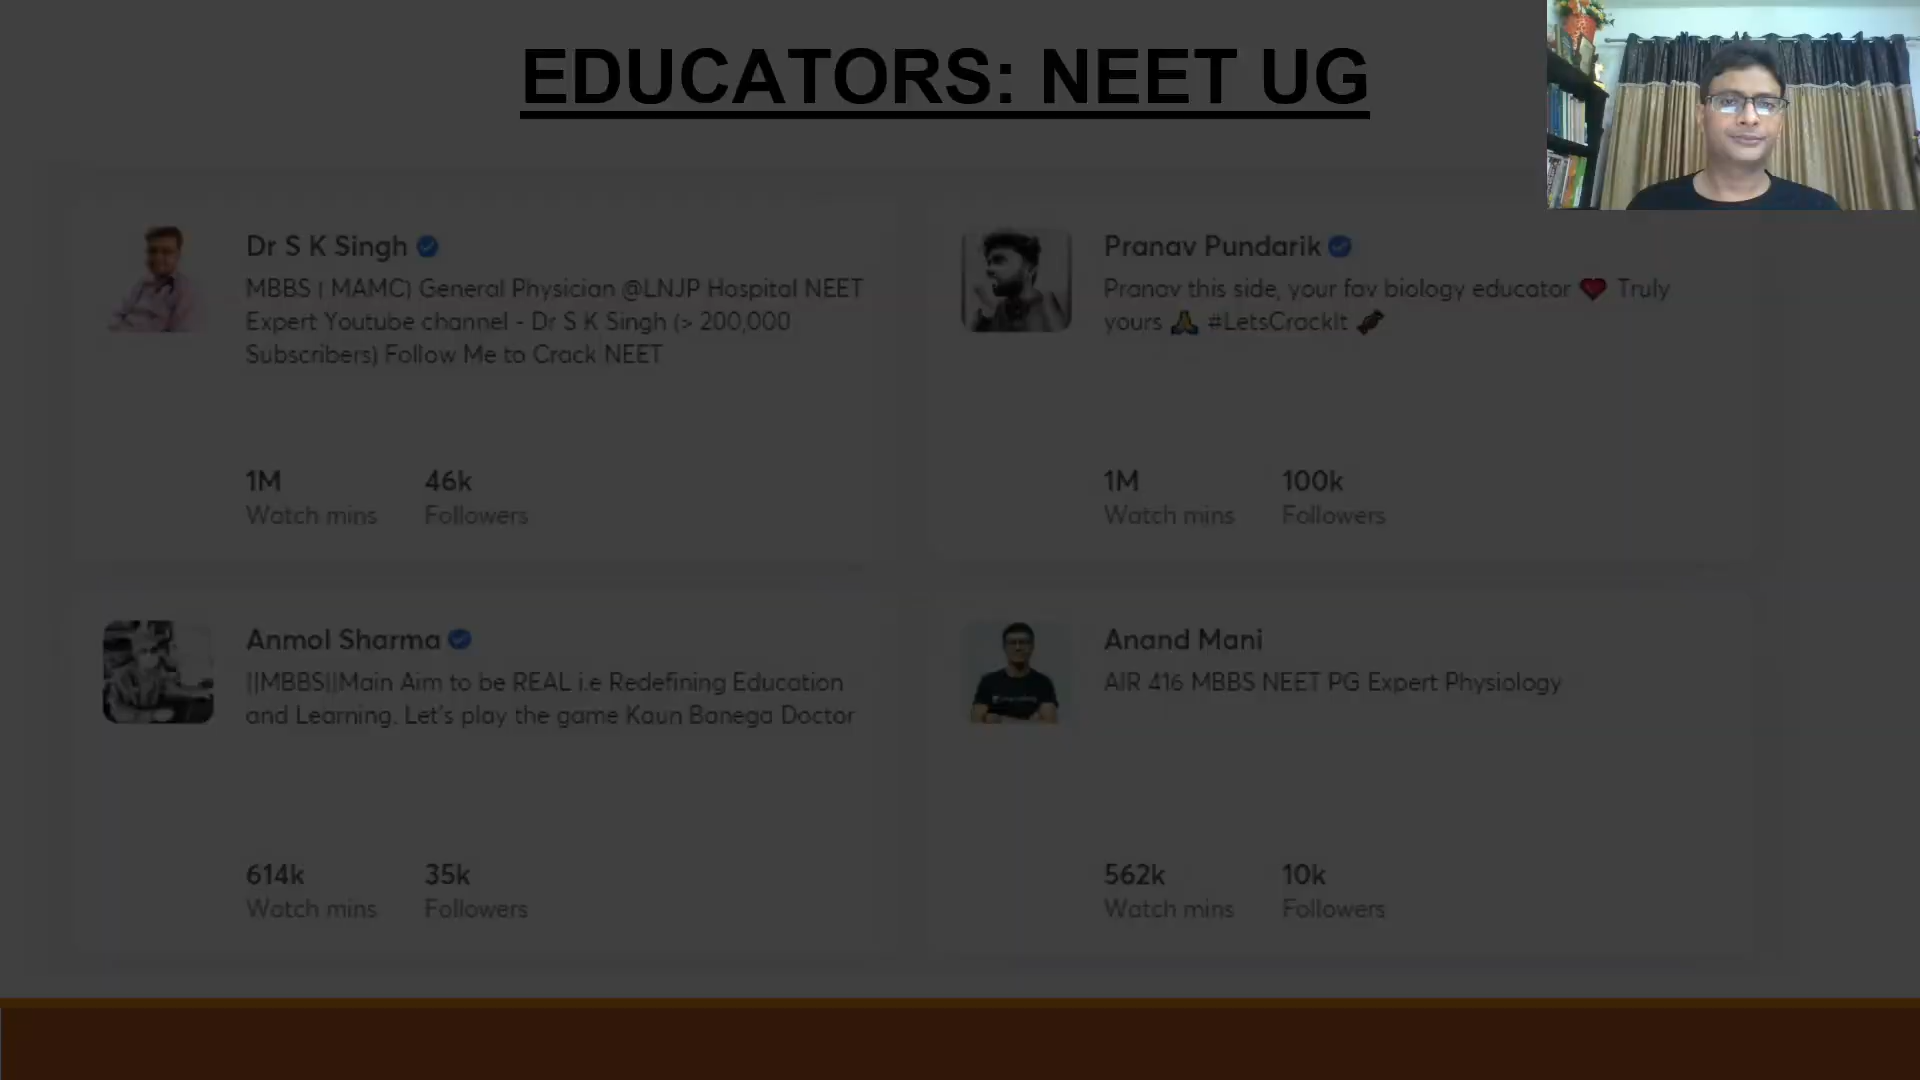 EDUCATORS: NEET UG
Dr S K Singh
MBBS ( MAMC) General Physician @LNJP Hospital NEET
Expert Youtube channel - Dr S K Singh (> 200,000
Subscribers) Follow Me to Crack NEET
1M 46k
Watch mins Followers
Pranav Pundarik
Pranav this side, your fav biology educator ❤️ Truly
yours 🙏 #LetsCrackIt 🧨
1M 100k
Watch mins Followers
Anmol Sharma
||MBBS||Main Aim to be REAL i.e Redefining Education
and Learning. Let's play the game Kaun Banega Doctor
614k 35k
Watch mins Followers
Anand Mani
AIR 416 MBBS NEET PG Expert Physiology
562k 10k
Watch mins Followers